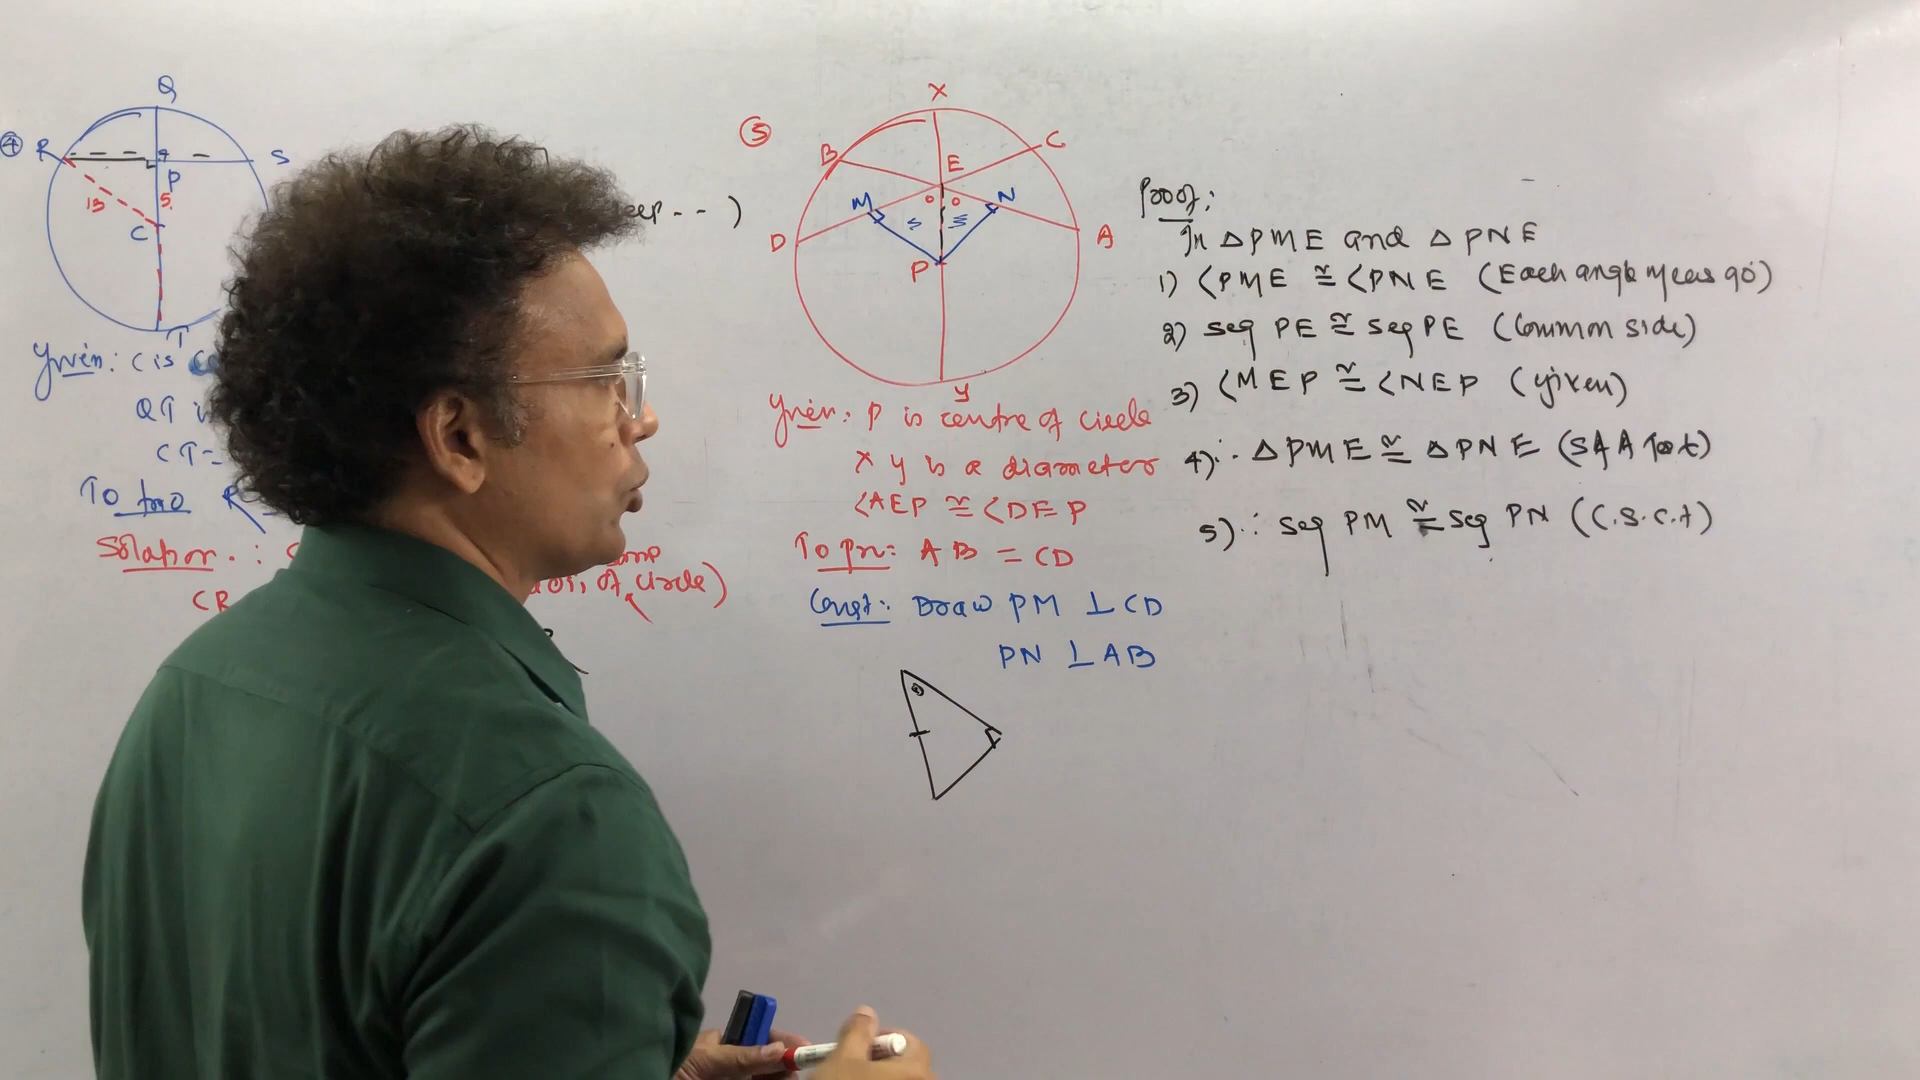 ④
Q
R
S
P
13
5
C
T
Given: C is
QT
CT=
To find R
Solution.: C
CR
of circle)
)
⑤
X
B
C
E
M
N
D
A
P
Y
Given: P is centre of circle
XY is a diameter
<AEP ≅ <DEP
To pr: AB = CD
Const: Draw PM ⊥ CD
PN ⊥ AB
Proof:
In △PME and △PNE
1) <PME ≅ <PNE (Each angle meas 90°)
2) seg PE ≅ seg PE (Common side)
3) <MEP ≅ <NEP (given)
4) ∴ △PME ≅ △PNE (SAA Test)
5) ∴ seg PM ≅ seg PN (C.S.C.T)